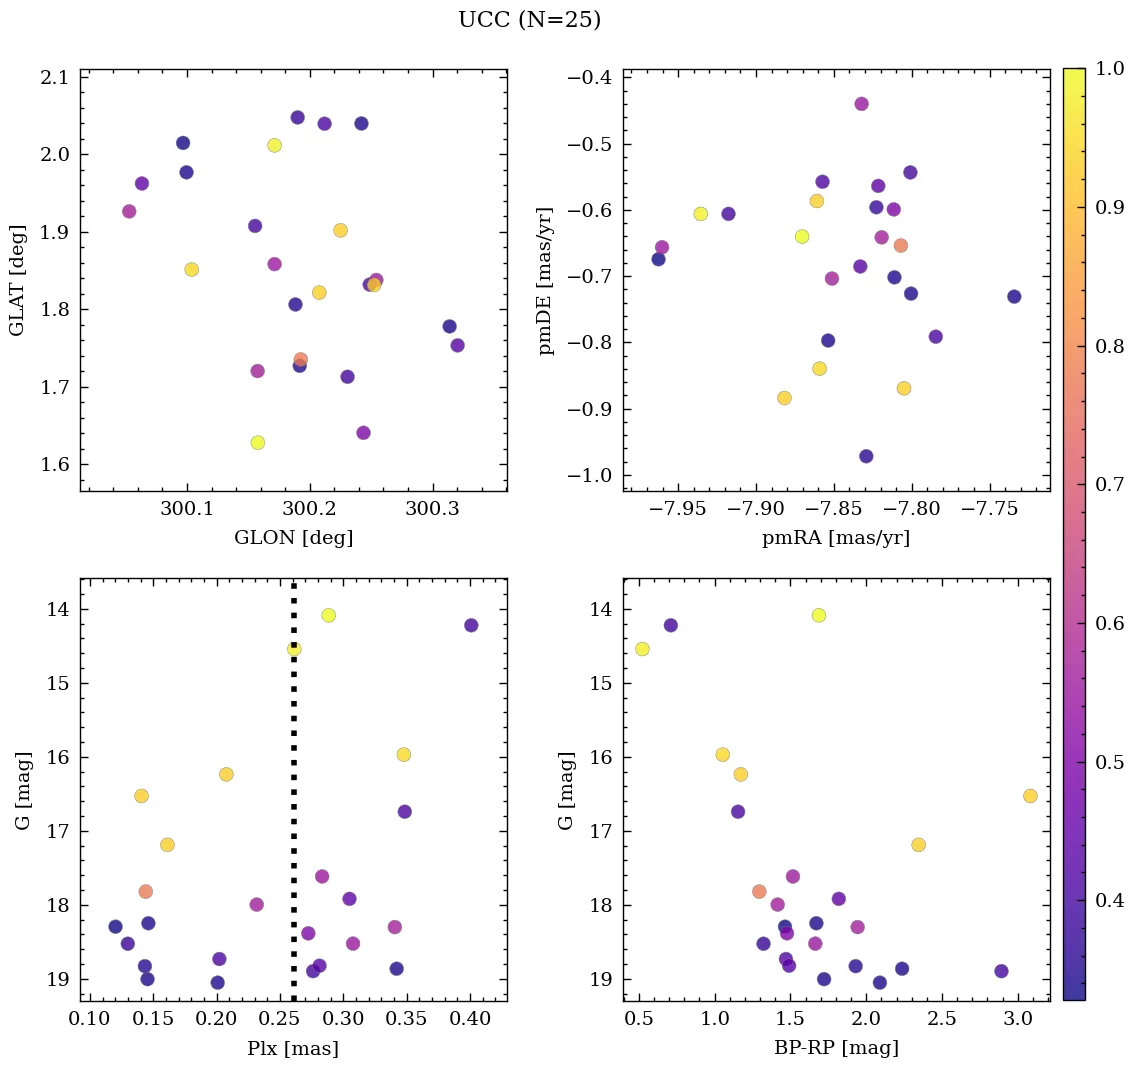 UCC (N=25)
2.1
2.0
1.9
1.8
1.7
1.6
GLAT [deg]
300.1 300.2 300.3
GLON [deg]
−0.4
−0.5
−0.6
−0.7
−0.8
−0.9
−1.0
pmDE [mas/yr]
−7.95 −7.90 −7.85 −7.80 −7.75
pmRA [mas/yr]
14
15
16
17
18
19
G [mag]
0.10 0.15 0.20 0.25 0.30 0.35 0.40
Plx [mas]
14
15
16
17
18
19
G [mag]
0.5 1.0 1.5 2.0 2.5 3.0
BP-RP [mag]
1.0
0.9
0.8
0.7
0.6
0.5
0.4